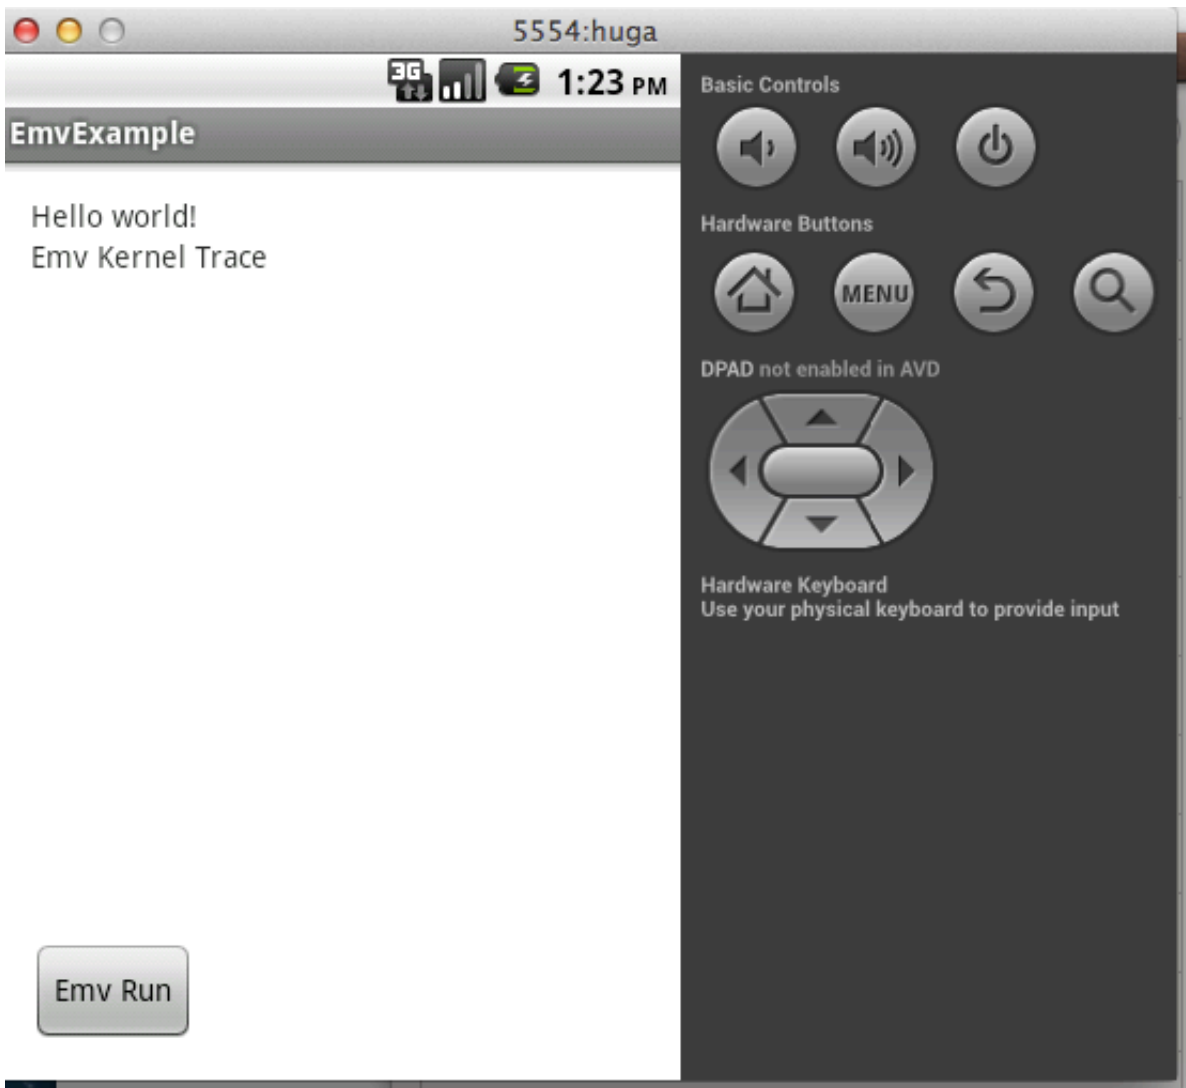 5554:huga
3G
1:23 PM
EmvExample
Hello world!
Emv Kernel Trace
Emv Run
Basic Controls
Hardware Buttons
MENU
DPAD not enabled in AVD
Hardware Keyboard
Use your physical keyboard to provide input